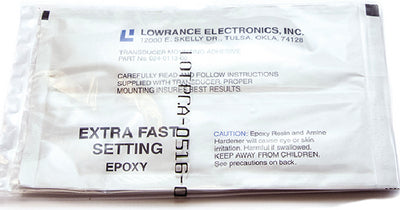 LOWRANCE ELECTRONICS, INC.
12000 E. SKELLY DR., TULSA, OKLA, 74128
TRANSDUCER MOUNTING ADHESIVE
PART No.
CAREFULLY READ AND FOLLOW INSTRUCTIONS
SUPPLIED WITH TRANSDUCER. PROPER
MOUNTING INSURES BEST RESULTS.
EXTRA FAST
SETTING
EPOXY
CAUTION: Epoxy Resin and Amine
Hardener will cause eye or skin
irritation. Harmful if swallowed.
KEEP AWAY FROM CHILDREN.
See precautions on back.